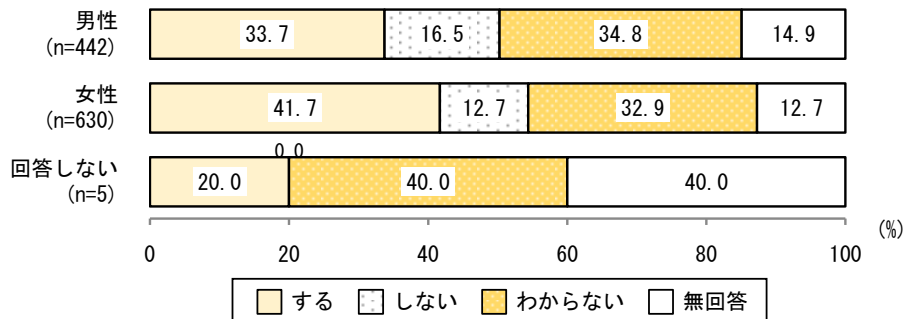 男性
(n=442)
33.7 16.5 34.8 14.9
女性
(n=630)
41.7 12.7 32.9 12.7
0.0
回答しない
(n=5)
20.0 40.0 40.0
0 20 40 60 80 100 (%)
する しない わからない 無回答